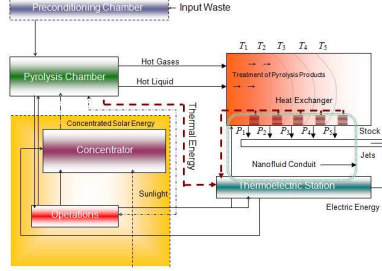 Preconditioning Chamber
Input Waste
T1 T2 T3 T4 T5
Hot Gases
Pyrolysis Chamber
Hot Liquid
Treatment of Pyrolysis Products
Heat Exchanger
Thermal Energy
Concentrated Solar Energy
P1 P2 P3 P4 P5
Stock
Jets
Concentrator
Nanofluid Conduit
Sunlight
Thermoelectric Station
Operations
Electric Energy